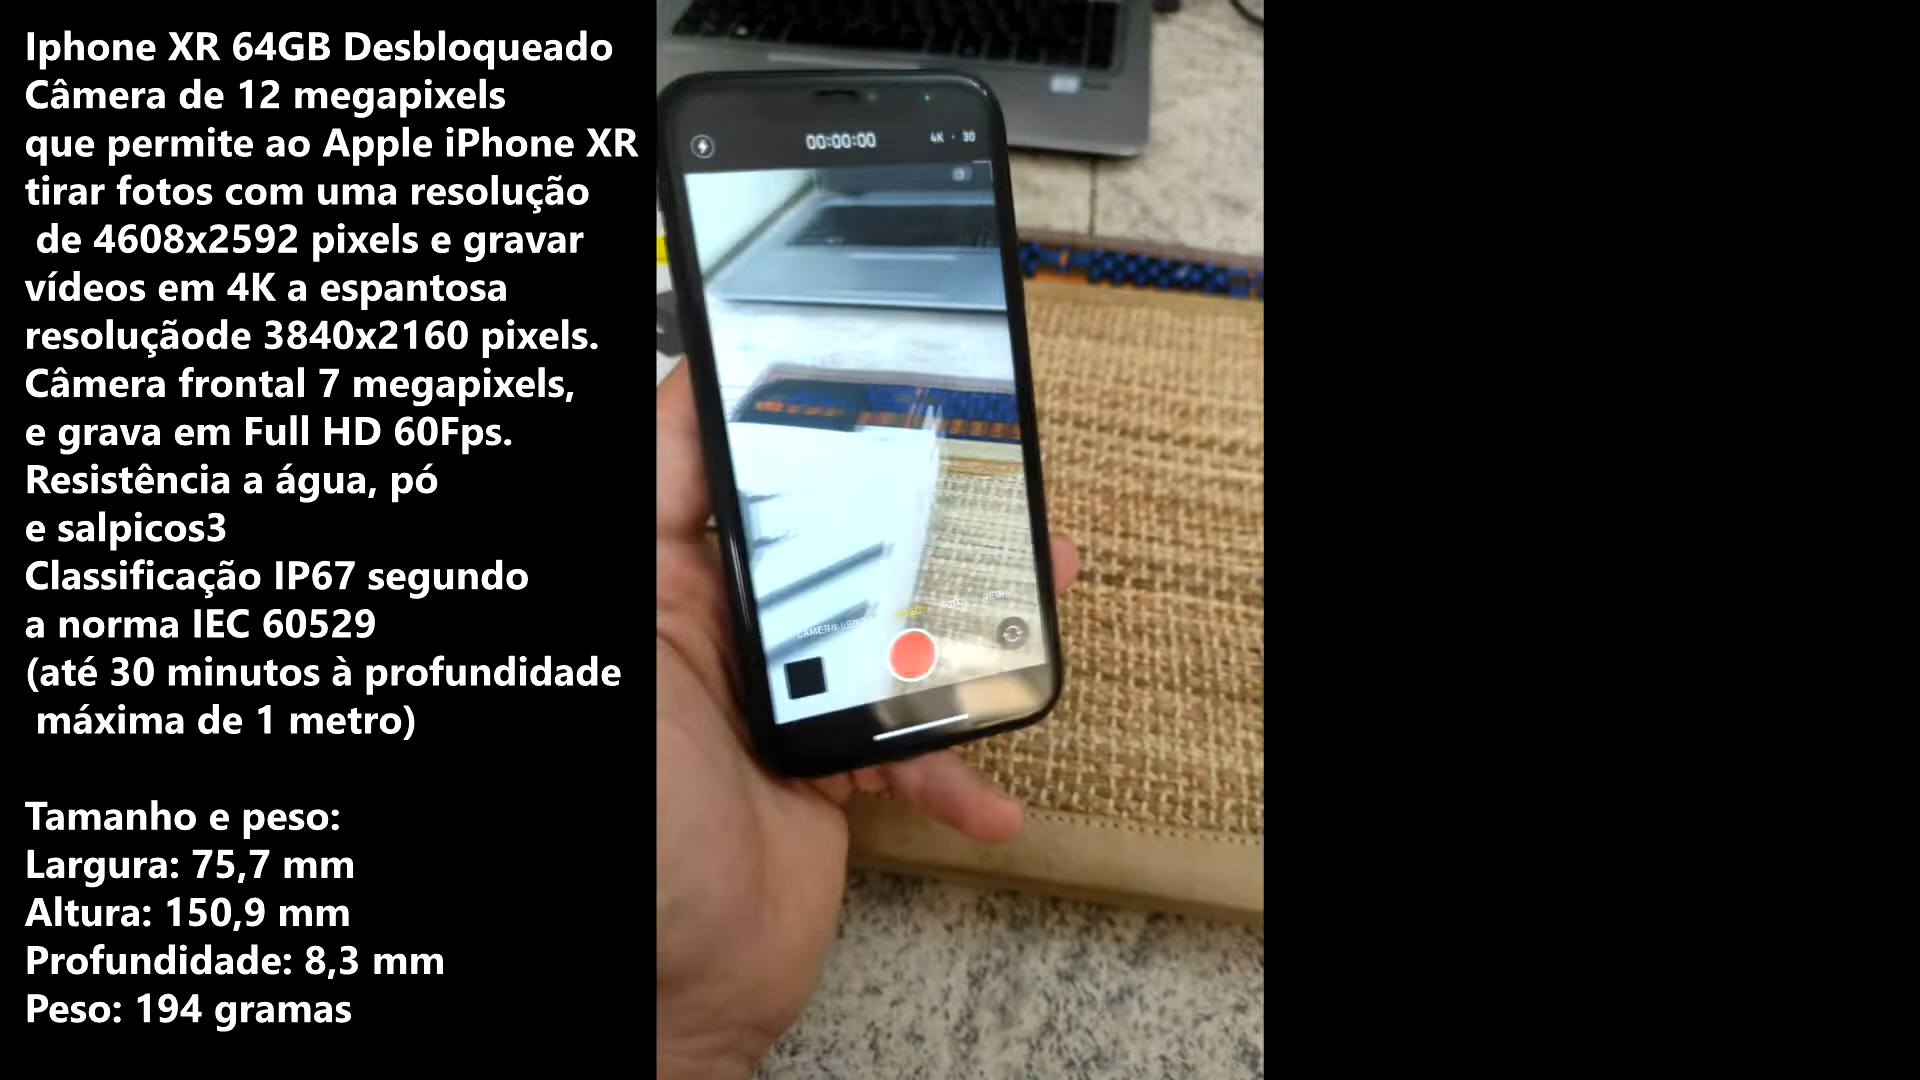 Iphone XR 64GB Desbloqueado
Câmera de 12 megapixels
que permite ao Apple iPhone XR
tirar fotos com uma resolução
de 4608x2592 pixels e gravar
vídeos em 4K a espantosa
resoluçãode 3840x2160 pixels.
Câmera frontal 7 megapixels,
e grava em Full HD 60Fps.
Resistência a água, pó
e salpicos3
Classificação IP67 segundo
a norma IEC 60529
(até 30 minutos à profundidade
máxima de 1 metro)
Tamanho e peso:
Largura: 75,7 mm
Altura: 150,9 mm
Profundidade: 8,3 mm
Peso: 194 gramas
00:00:00
4K · 30